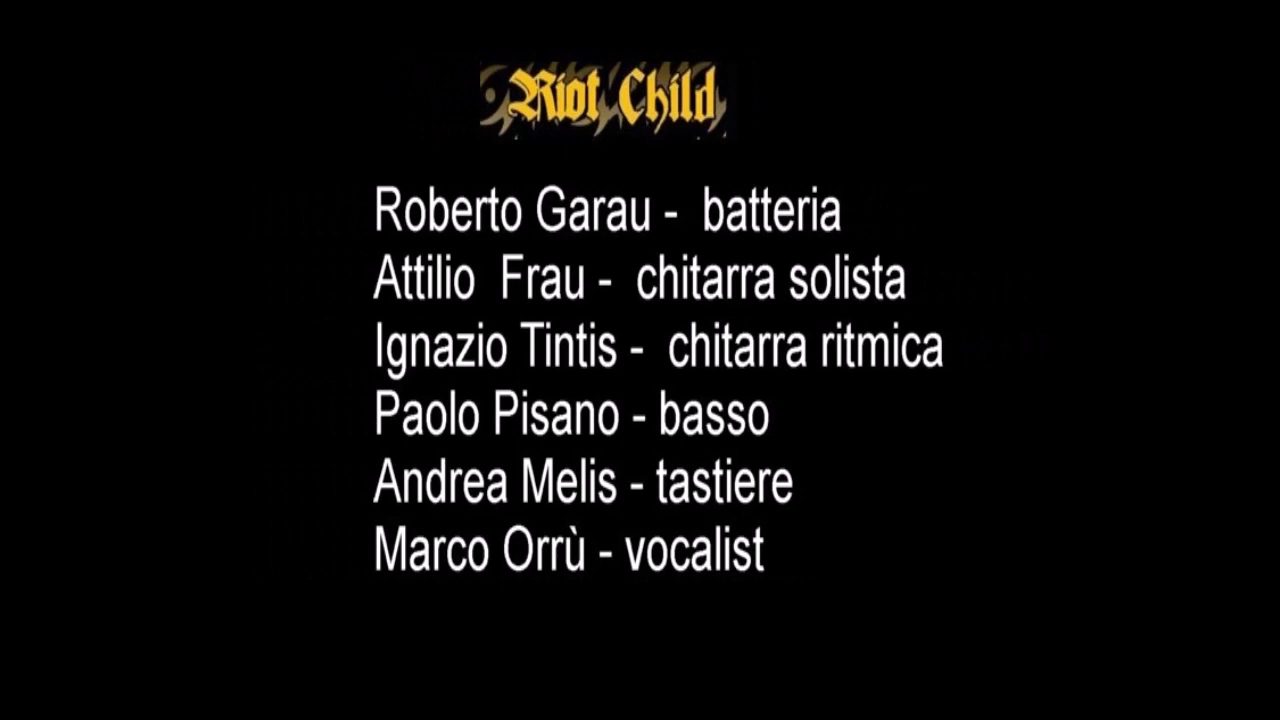 Riot Child
Roberto Garau -  batteria
Attilio  Frau -  chitarra solista
Ignazio Tintis -  chitarra ritmica
Paolo Pisano - basso
Andrea Melis - tastiere
Marco Orrù - vocalist